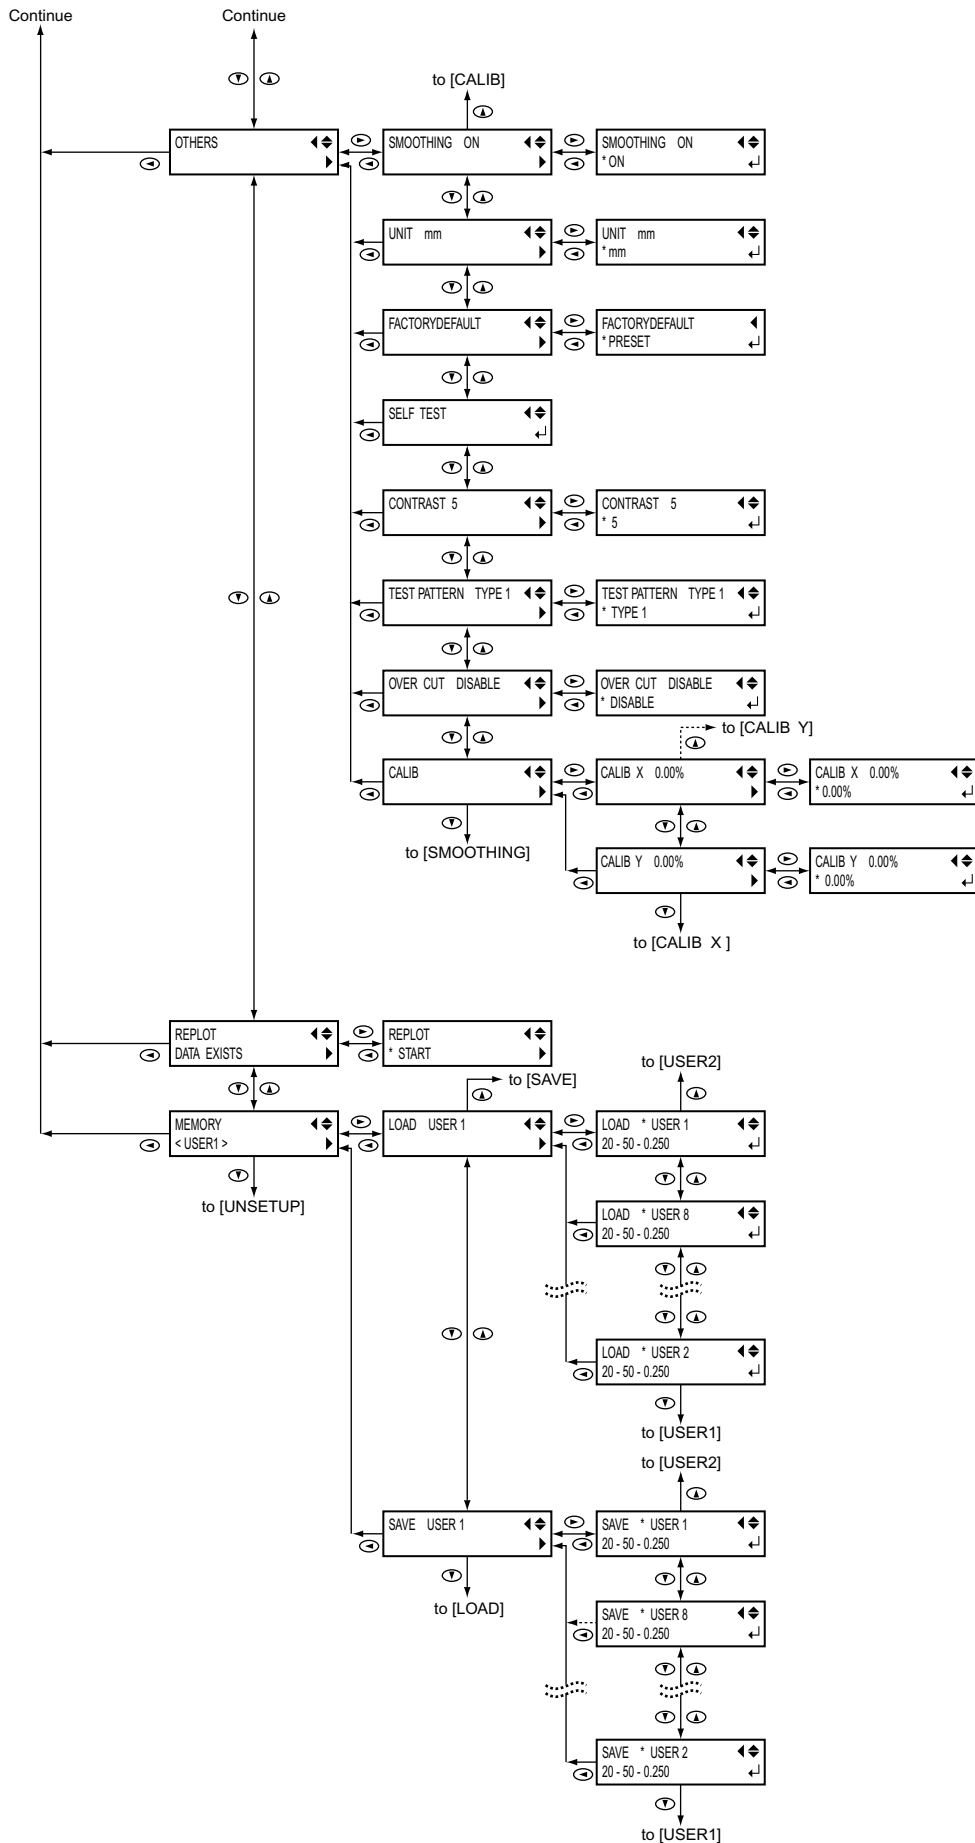 Continue
Continue
to [CALIB]
OTHERS
SMOOTHING ON
SMOOTHING ON
* ON
UNIT mm
UNIT mm
* mm
FACTORYDEFAULT
FACTORYDEFAULT
* PRESET
SELF TEST
CONTRAST 5
CONTRAST 5
* 5
TEST PATTERN TYPE 1
TEST PATTERN TYPE 1
* TYPE 1
OVER CUT DISABLE
OVER CUT DISABLE
* DISABLE
to [CALIB Y]
CALIB
CALIB X 0.00%
CALIB X 0.00%
* 0.00%
to [SMOOTHING]
CALIB Y 0.00%
CALIB Y 0.00%
* 0.00%
to [CALIB X ]
REPLOT
DATA EXISTS
REPLOT
* START
to [USER2]
to [SAVE]
MEMORY
< USER1 >
LOAD USER 1
LOAD * USER 1
20 - 50 - 0.250
to [UNSETUP]
LOAD * USER 8
20 - 50 - 0.250
LOAD * USER 2
20 - 50 - 0.250
to [USER1]
to [USER2]
SAVE USER 1
SAVE * USER 1
20 - 50 - 0.250
to [LOAD]
SAVE * USER 8
20 - 50 - 0.250
SAVE * USER 2
20 - 50 - 0.250
to [USER1]